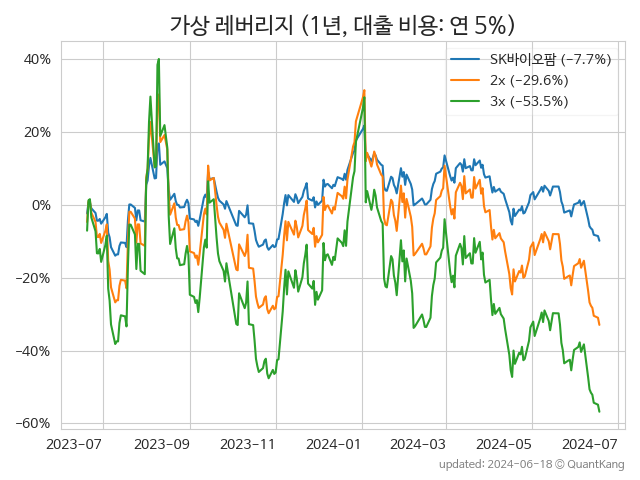 가상 레버리지 (1년, 대출 비용: 연 5%)
SK바이오팜 (−7.7%)
2x (−29.6%)
3x (−53.5%)
40%
20%
0%
−20%
−40%
−60%
2023-07 2023-09 2023-11 2024-01 2024-03 2024-05 2024-07
updated: 2024-06-18 © QuantKang